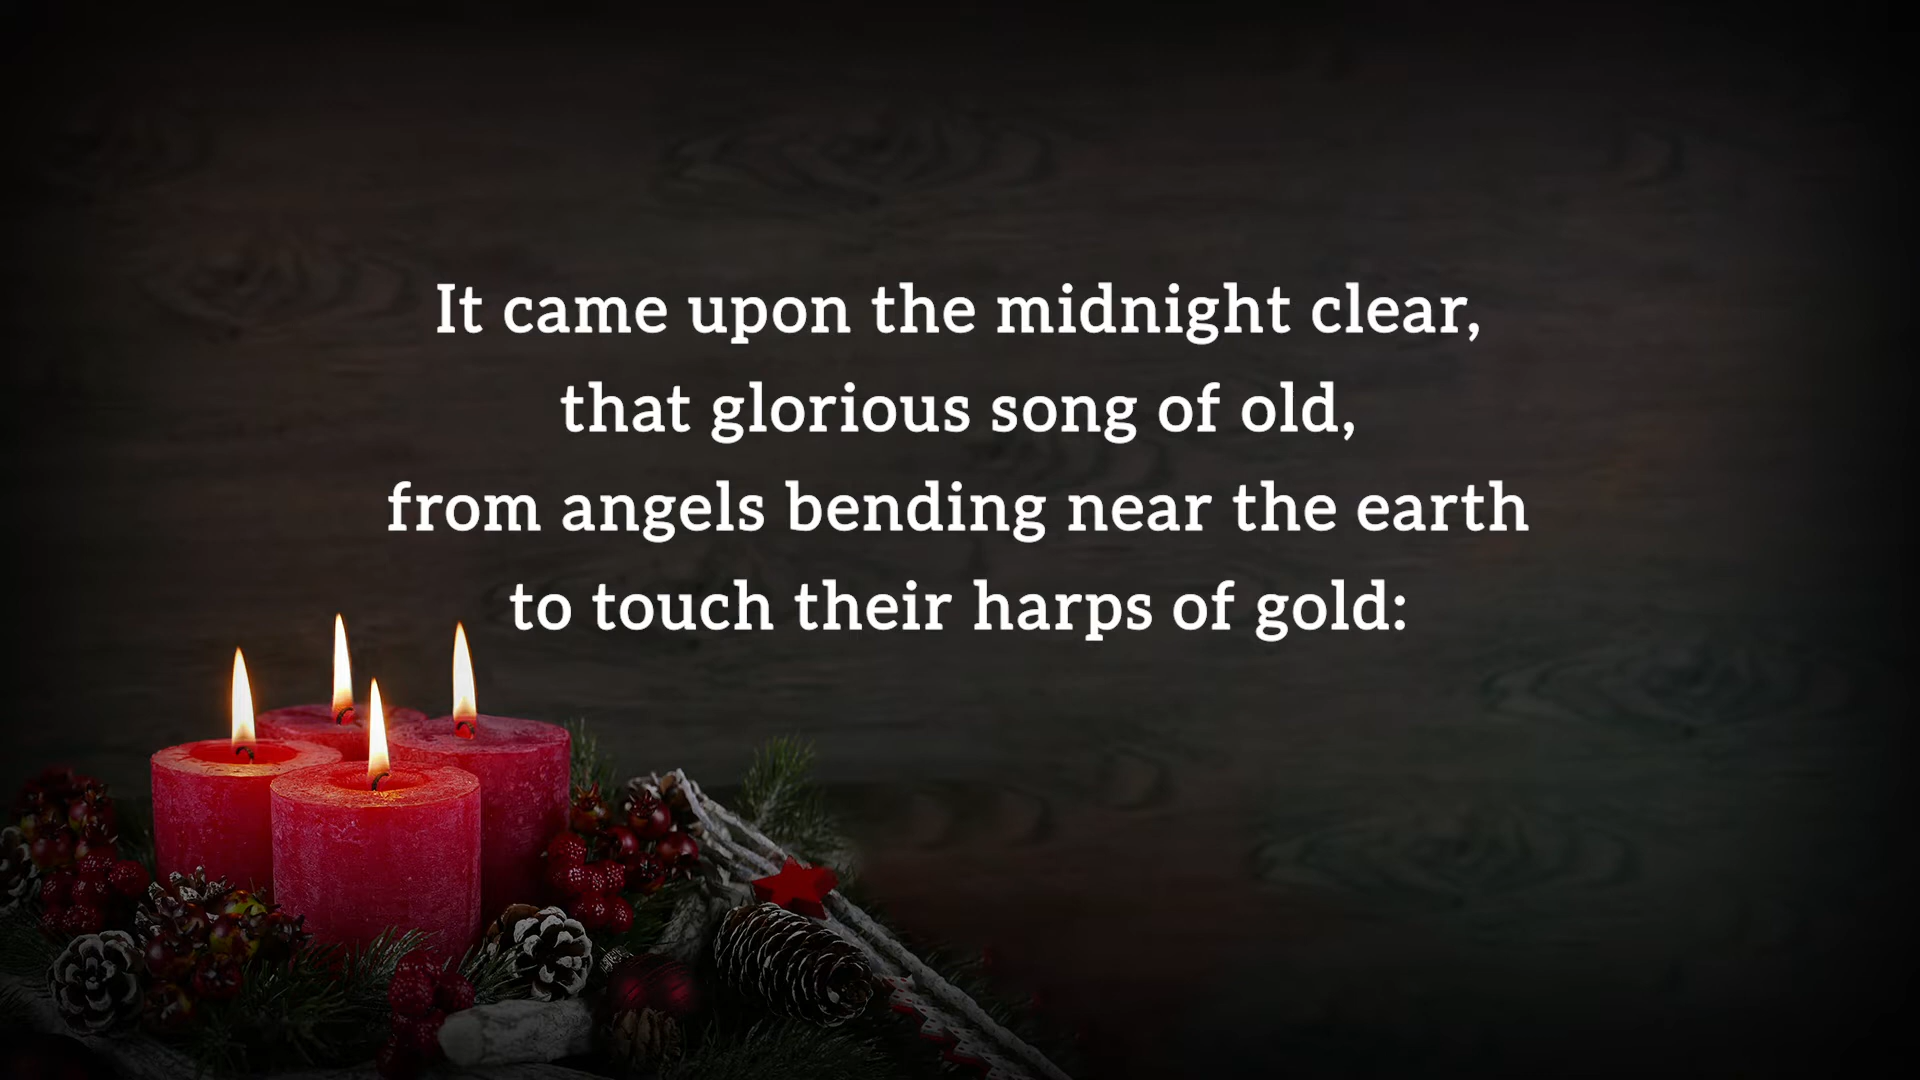 It came upon the midnight clear,
that glorious song of old,
from angels bending near the earth
to touch their harps of gold: